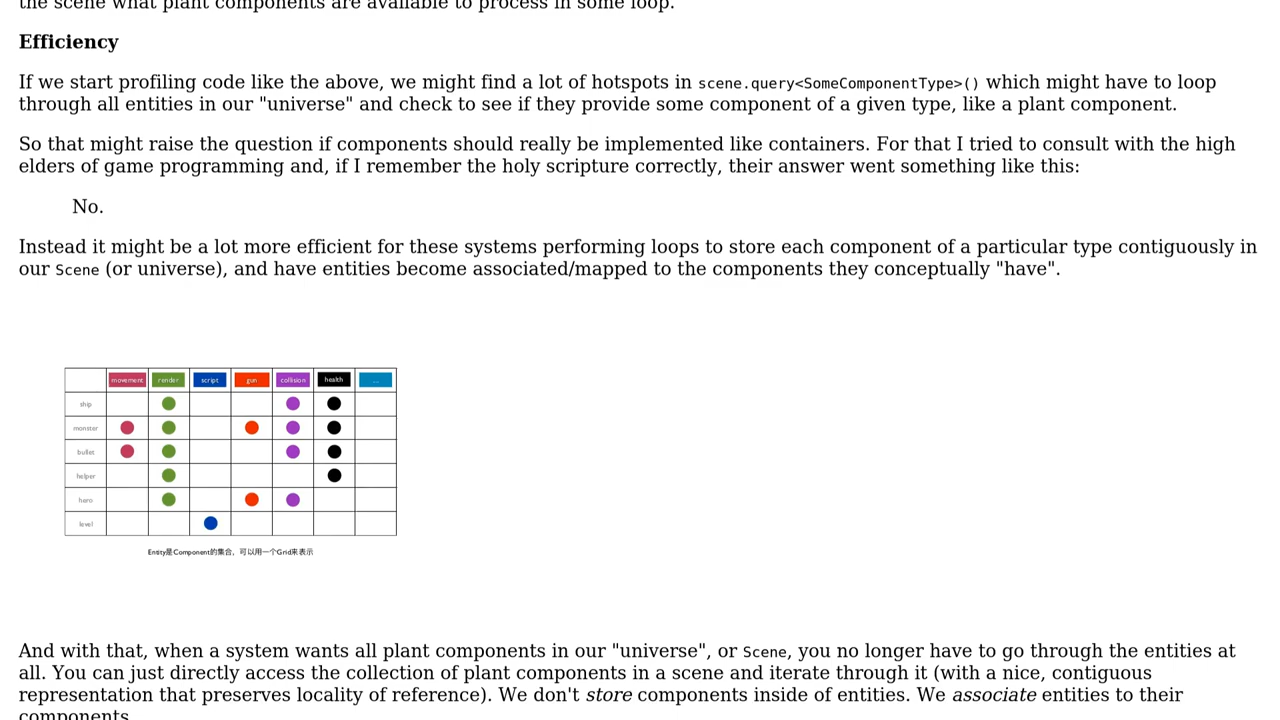 the scene what plant components are available to process in some loop.
Efficiency
If we start profiling code like the above, we might find a lot of hotspots in scene.query<SomeComponentType>() which might have to loop
through all entities in our "universe" and check to see if they provide some component of a given type, like a plant component.
So that might raise the question if components should really be implemented like containers. For that I tried to consult with the high
elders of game programming and, if I remember the holy scripture correctly, their answer went something like this:
No.
Instead it might be a lot more efficient for these systems performing loops to store each component of a particular type contiguously in
our Scene (or universe), and have entities become associated/mapped to the components they conceptually "have".
movement render script gun collision health ...
ship
monster
bullet
helper
hero
level
Entity是Component的集合，可以用一个Grid来表示
And with that, when a system wants all plant components in our "universe", or Scene, you no longer have to go through the entities at
all. You can just directly access the collection of plant components in a scene and iterate through it (with a nice, contiguous
representation that preserves locality of reference). We don't store components inside of entities. We associate entities to their
components.